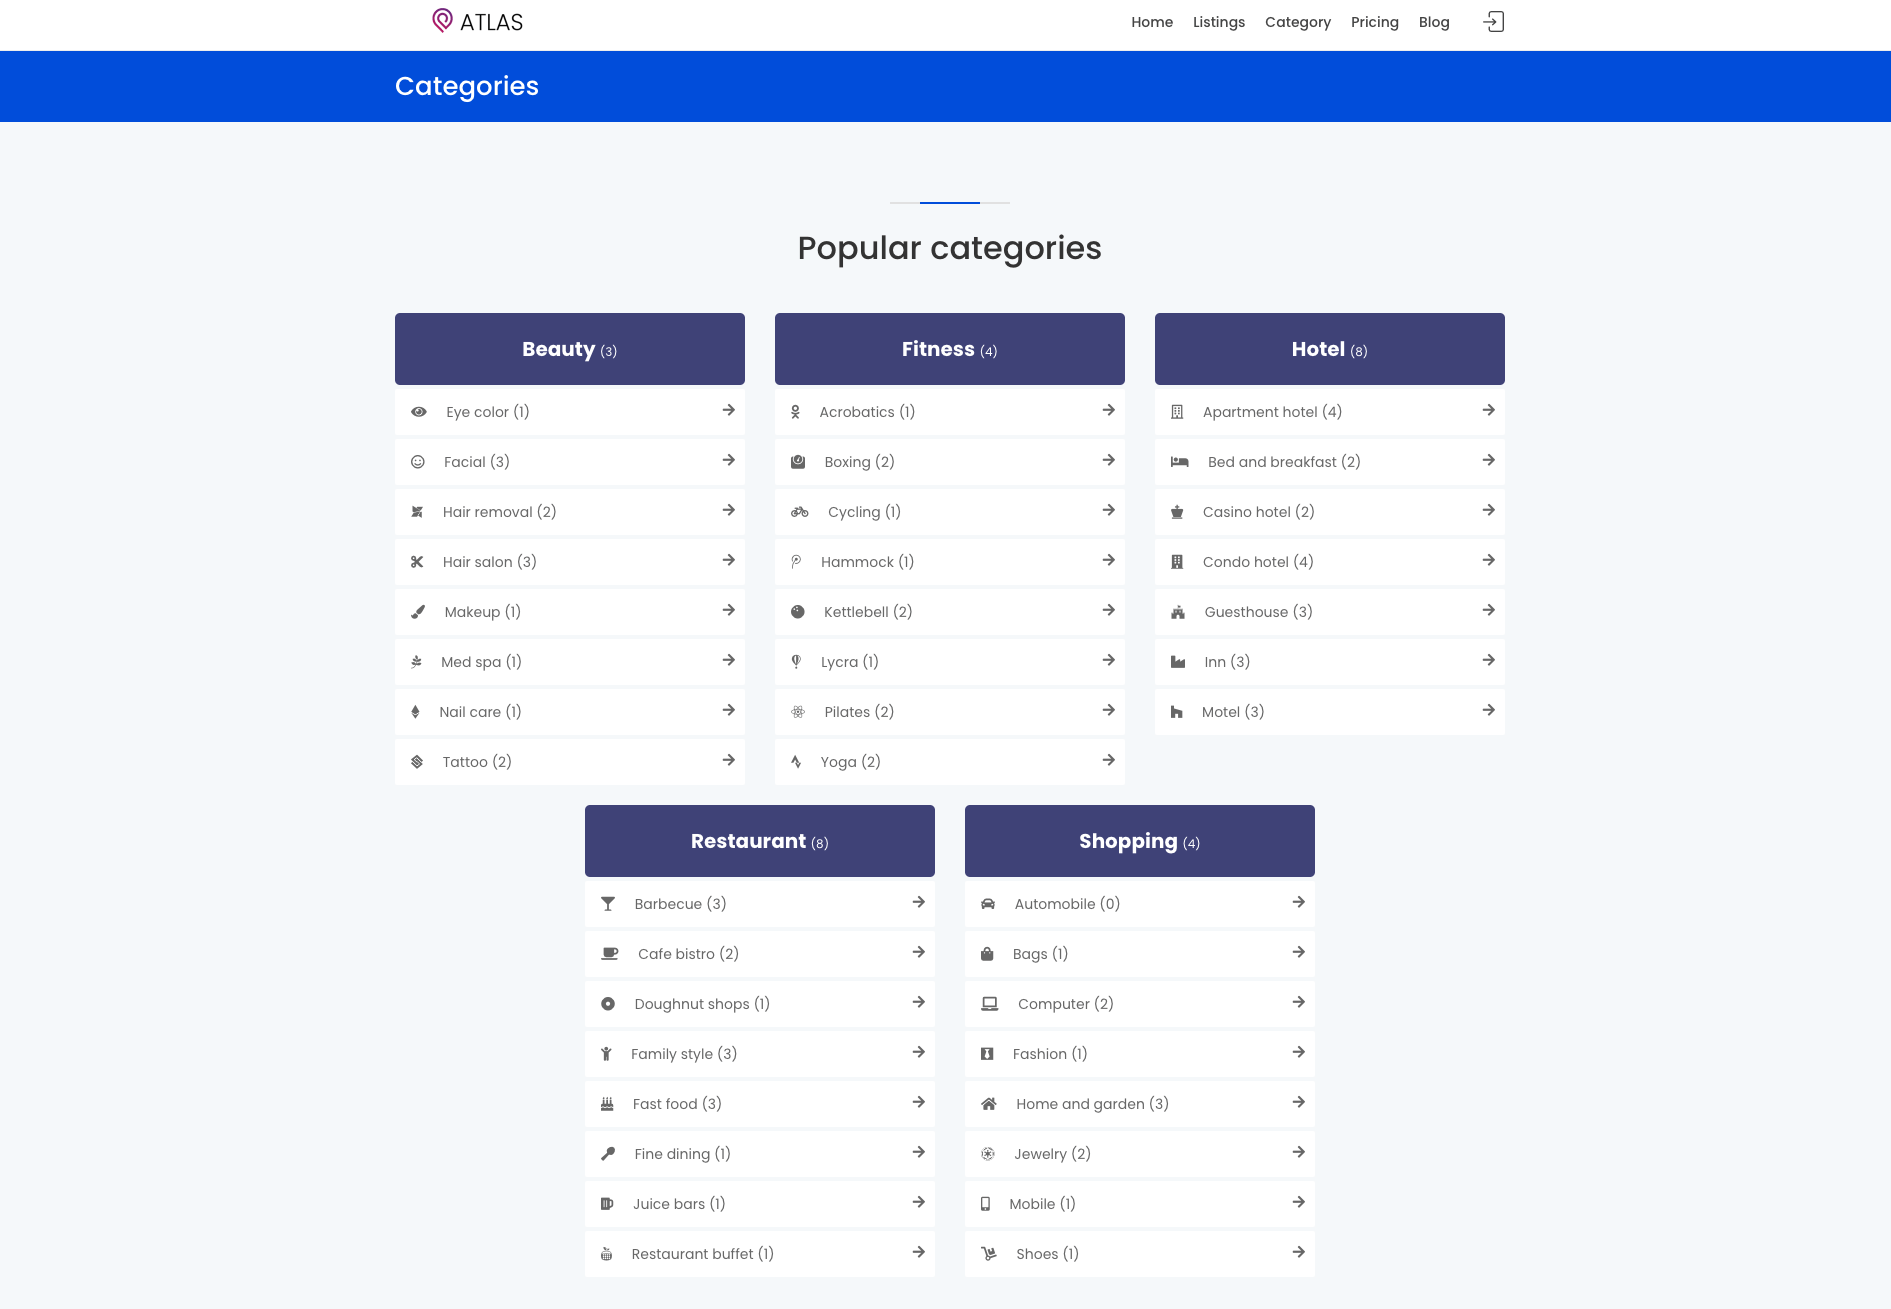 ATLAS
Home Listings Category Pricing Blog
Categories
Popular categories
Beauty (3)
Eye color (1)
Facial (3)
Hair removal (2)
Hair salon (3)
Makeup (1)
Med spa (1)
Nail care (1)
Tattoo (2)
Fitness (4)
Acrobatics (1)
Boxing (2)
Cycling (1)
Hammock (1)
Kettlebell (2)
Lycra (1)
Pilates (2)
Yoga (2)
Hotel (8)
Apartment hotel (4)
Bed and breakfast (2)
Casino hotel (2)
Condo hotel (4)
Guesthouse (3)
Inn (3)
Motel (3)
Restaurant (8)
Barbecue (3)
Cafe bistro (2)
Doughnut shops (1)
Family style (3)
Fast food (3)
Fine dining (1)
Juice bars (1)
Restaurant buffet (1)
Shopping (4)
Automobile (0)
Bags (1)
Computer (2)
Fashion (1)
Home and garden (3)
Jewelry (2)
Mobile (1)
Shoes (1)